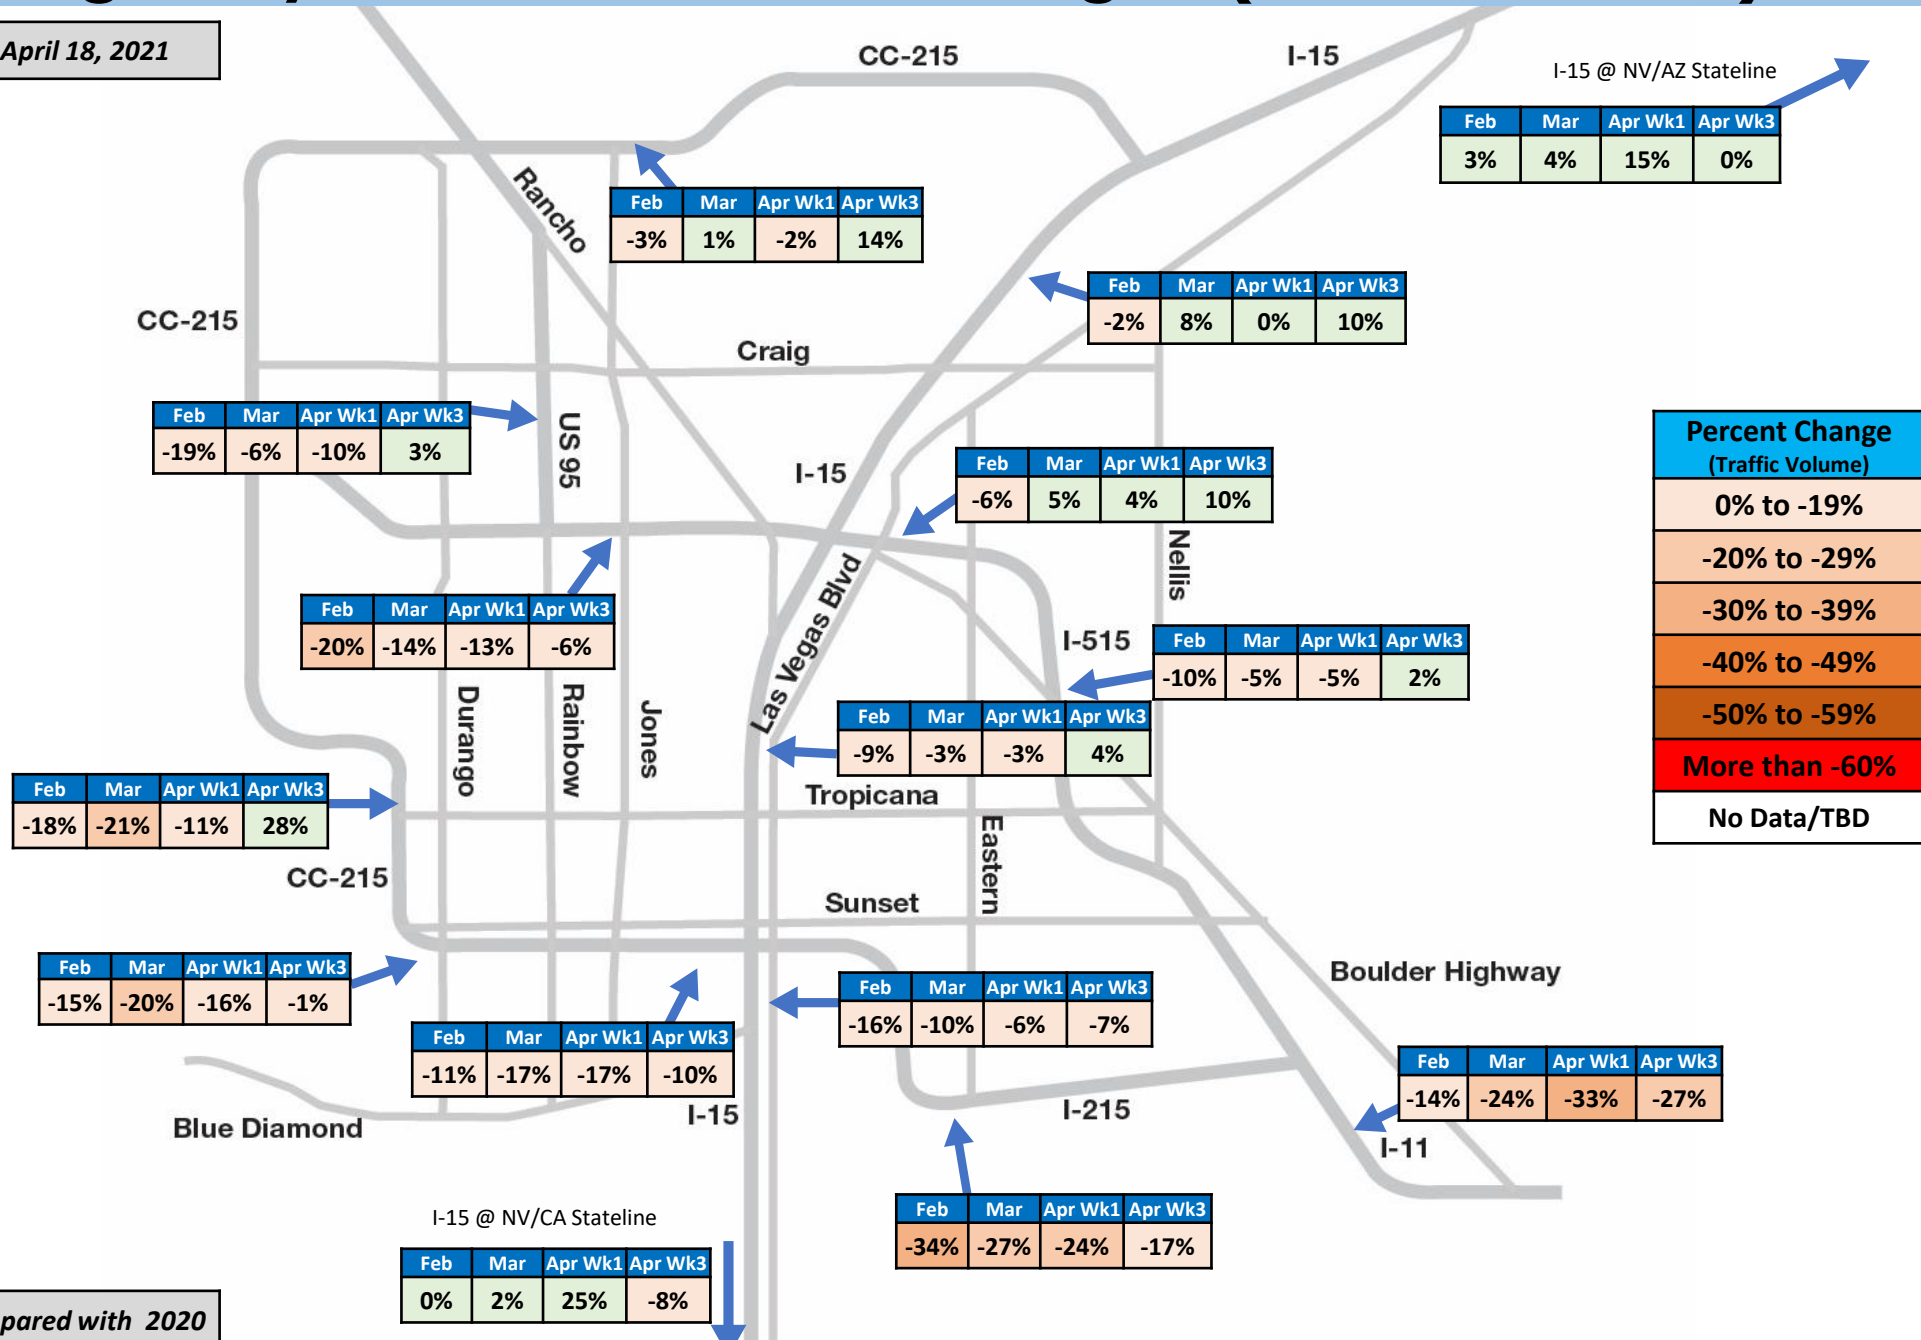 April 18, 2021
CC-215
I-15
I-15 @ NV/AZ Stateline
Feb Mar Apr Wk1 Apr Wk3
3% 4% 15% 0%
Rancho
Feb Mar Apr Wk1 Apr Wk3
-3% 1% -2% 14%
Feb Mar Apr Wk1 Apr Wk3
-2% 8% 0% 10%
CC-215
Craig
Feb Mar Apr Wk1 Apr Wk3
-19% -6% -10% 3%
US 95
I-15
Feb Mar Apr Wk1 Apr Wk3
-6% 5% 4% 10%
Percent Change
(Traffic Volume)
0% to -19%
-20% to -29%
-30% to -39%
-40% to -49%
-50% to -59%
More than -60%
No Data/TBD
Nellis
Las Vegas Blvd
Feb Mar Apr Wk1 Apr Wk3
-20% -14% -13% -6%
I-515
Feb Mar Apr Wk1 Apr Wk3
-10% -5% -5% 2%
Durango
Rainbow
Jones
Feb Mar Apr Wk1 Apr Wk3
-9% -3% -3% 4%
Tropicana
Feb Mar Apr Wk1 Apr Wk3
-18% -21% -11% 28%
CC-215
Eastern
Sunset
Feb Mar Apr Wk1 Apr Wk3
-15% -20% -16% -1%
Boulder Highway
Feb Mar Apr Wk1 Apr Wk3
-16% -10% -6% -7%
Feb Mar Apr Wk1 Apr Wk3
-11% -17% -17% -10%
Feb Mar Apr Wk1 Apr Wk3
-14% -24% -33% -27%
Blue Diamond
I-15
I-215
I-11
Feb Mar Apr Wk1 Apr Wk3
-34% -27% -24% -17%
I-15 @ NV/CA Stateline
Feb Mar Apr Wk1 Apr Wk3
0% 2% 25% -8%
pared with 2020